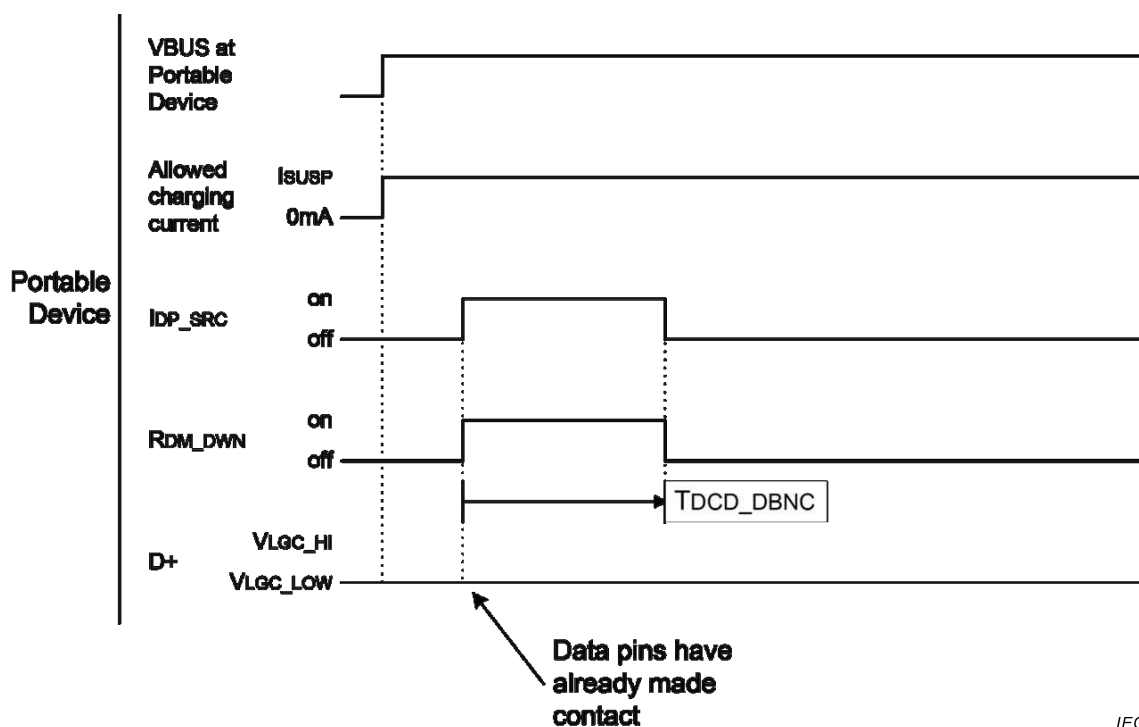 VBUS at
Portable
Device
Allowed
charging
current
ISUSP
0mA
Portable
Device
IDP_SRC
on
off
RDM_DWN
on
off
TDCD_DBNC
D+
VLGC_HI
VLGC_LOW
Data pins have
already made
contact